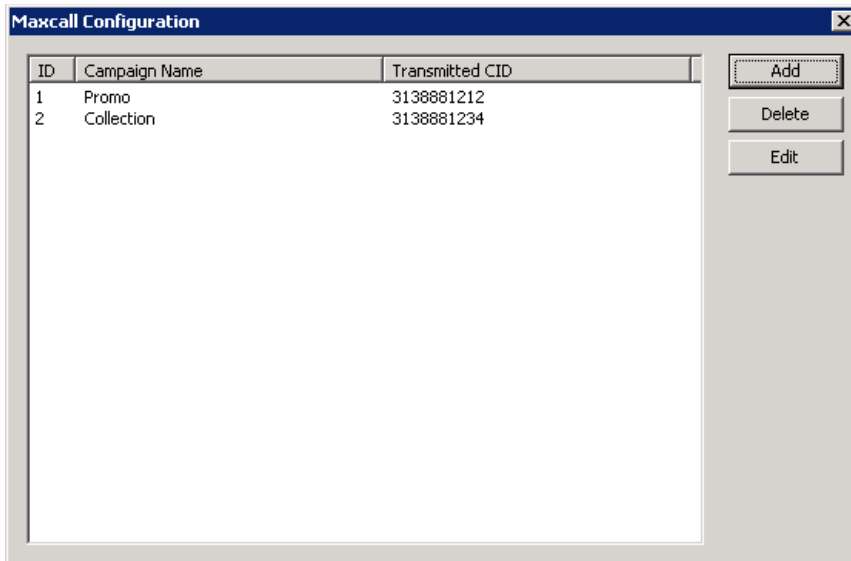 Maxcall Configuration
ID Campaign Name Transmitted CID
1 Promo 3138881212
2 Collection 3138881234
Add
Delete
Edit